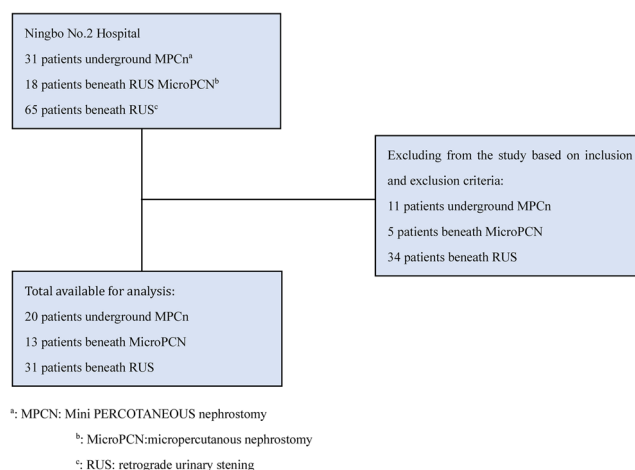 Ningbo No.2 Hospital
31 patients underground MPCnᵃ
18 patients beneath RUS MicroPCNᵇ
65 patients beneath RUSᶜ
Excluding from the study based on inclusion
and exclusion criteria:
11 patients underground MPCn
5 patients beneath MicroPCN
34 patients beneath RUS
Total available for analysis:
20 patients underground MPCn
13 patients beneath MicroPCN
31 patients beneath RUS
ᵃ: MPCN: Mini PERCOTANEOUS nephrostomy
ᵇ: MicroPCN:micropercutanous nephrostomy
ᶜ: RUS: retrograde urinary stening